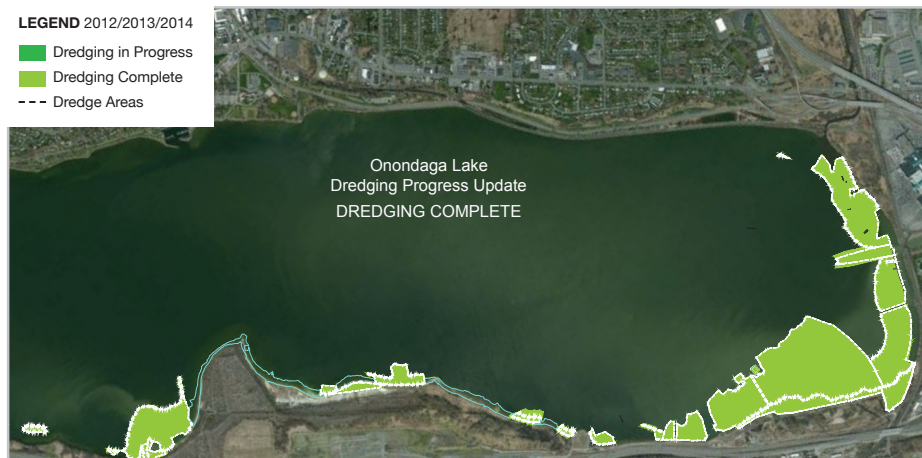 LEGEND 2012/2013/2014
Dredging in Progress
Dredging Complete
Dredge Areas
Onondaga Lake
Dredging Progress Update
DREDGING COMPLETE